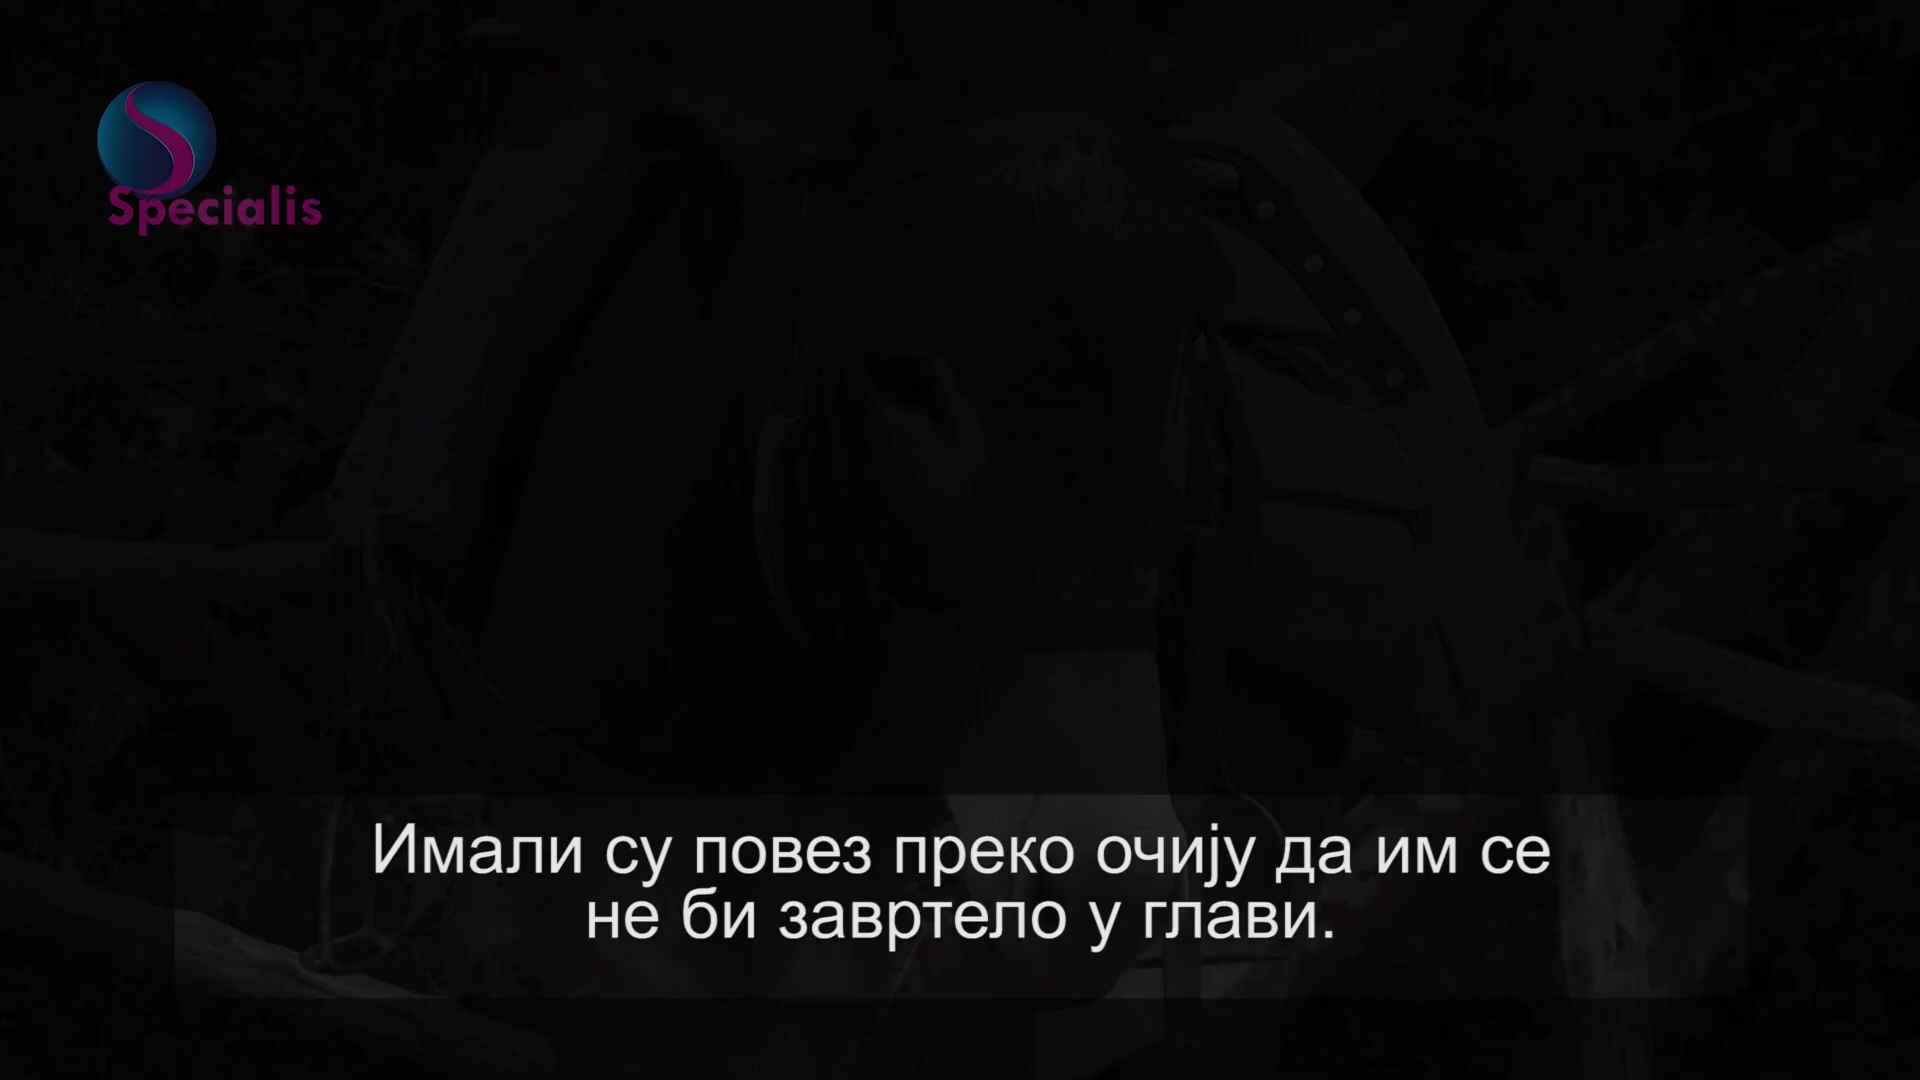 Specialis
Имали су повез преко очију да им се
не би завртело у глави.